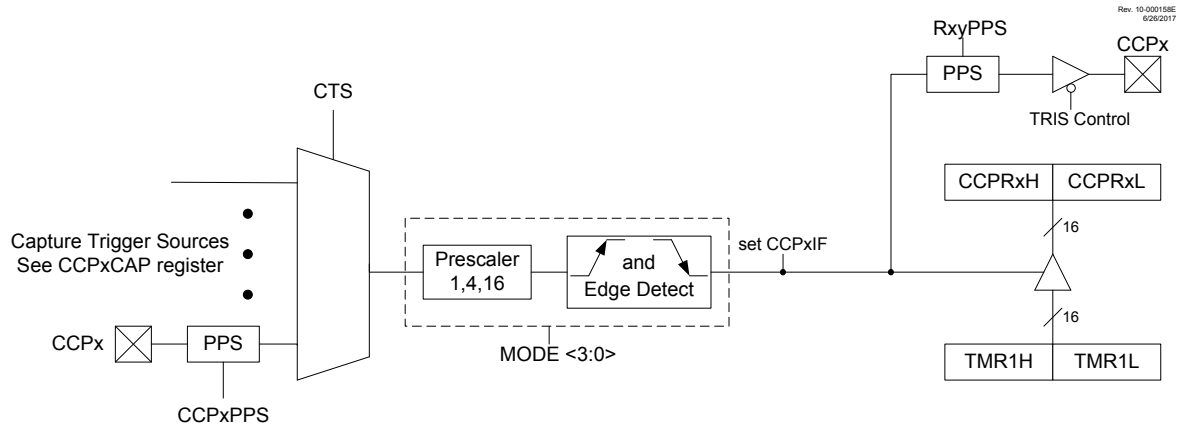 Rev. 10-000158E
6/26/2017
RxyPPS
CCPx
PPS
TRIS Control
CTS
CCPRxH CCPRxL
16
Capture Trigger Sources
See CCPxCAP register
Prescaler
1,4,16
and
Edge Detect
set CCPxIF
16
CCPx
PPS
MODE <3:0>
TMR1H TMR1L
CCPxPPS